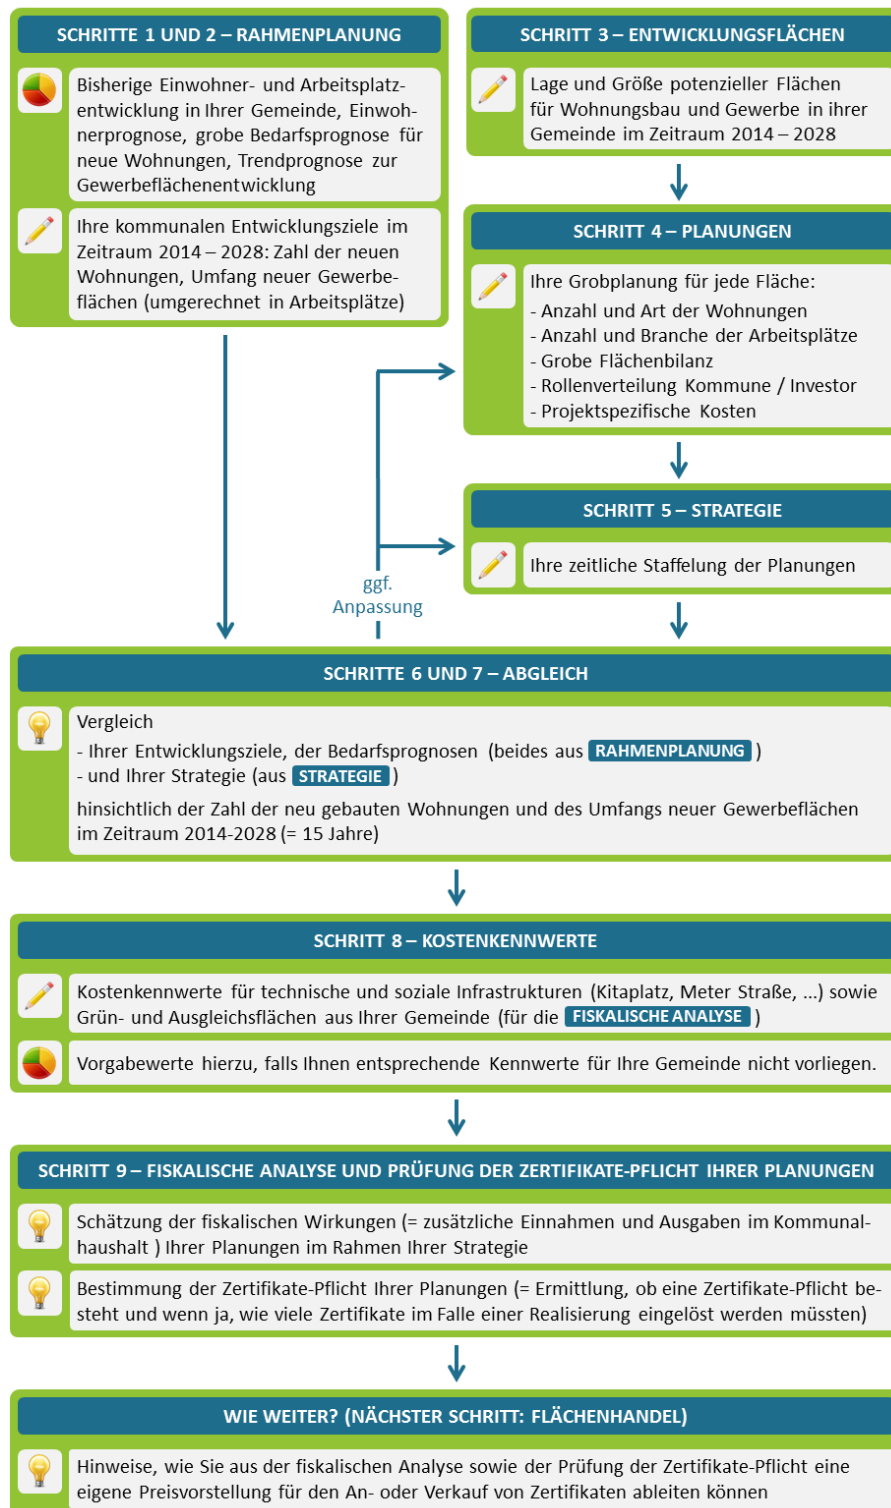 SCHRITTE 1 UND 2 – RAHMENPLANUNG
Bisherige Einwohner- und Arbeitsplatz-
entwicklung in Ihrer Gemeinde, Einwoh-
nerprognose, grobe Bedarfsprognose für
neue Wohnungen, Trendprognose zur
Gewerbeflächenentwicklung
Ihre kommunalen Entwicklungsziele im
Zeitraum 2014 – 2028: Zahl der neuen
Wohnungen, Umfang neuer Gewerbe-
flächen (umgerechnet in Arbeitsplätze)
SCHRITT 3 – ENTWICKLUNGSFLÄCHEN
Lage und Größe potenzieller Flächen
für Wohnungsbau und Gewerbe in ihrer
Gemeinde im Zeitraum 2014 – 2028
SCHRITT 4 – PLANUNGEN
Ihre Grobplanung für jede Fläche:
- Anzahl und Art der Wohnungen
- Anzahl und Branche der Arbeitsplätze
- Grobe Flächenbilanz
- Rollenverteilung Kommune / Investor
- Projektspezifische Kosten
SCHRITT 5 – STRATEGIE
Ihre zeitliche Staffelung der Planungen
ggf.
Anpassung
SCHRITTE 6 UND 7 – ABGLEICH
Vergleich
- Ihrer Entwicklungsziele, der Bedarfsprognosen (beides aus RAHMENPLANUNG )
- und Ihrer Strategie (aus STRATEGIE )
hinsichtlich der Zahl der neu gebauten Wohnungen und des Umfangs neuer Gewerbeflächen
im Zeitraum 2014-2028 (= 15 Jahre)
SCHRITT 8 – KOSTENKENNWERTE
Kostenkennwerte für technische und soziale Infrastrukturen (Kitaplatz, Meter Straße, ...) sowie
Grün- und Ausgleichsflächen aus Ihrer Gemeinde (für die FISKALISCHE ANALYSE )
Vorgabewerte hierzu, falls Ihnen entsprechende Kennwerte für Ihre Gemeinde nicht vorliegen.
SCHRITT 9 – FISKALISCHE ANALYSE UND PRÜFUNG DER ZERTIFIKATE-PFLICHT IHRER PLANUNGEN
Schätzung der fiskalischen Wirkungen (= zusätzliche Einnahmen und Ausgaben im Kommunal-
haushalt ) Ihrer Planungen im Rahmen Ihrer Strategie
Bestimmung der Zertifikate-Pflicht Ihrer Planungen (= Ermittlung, ob eine Zertifikate-Pflicht be-
steht und wenn ja, wie viele Zertifikate im Falle einer Realisierung eingelöst werden müssten)
WIE WEITER? (NÄCHSTER SCHRITT: FLÄCHENHANDEL)
Hinweise, wie Sie aus der fiskalischen Analyse sowie der Prüfung der Zertifikate-Pflicht eine
eigene Preisvorstellung für den An- oder Verkauf von Zertifikaten ableiten können